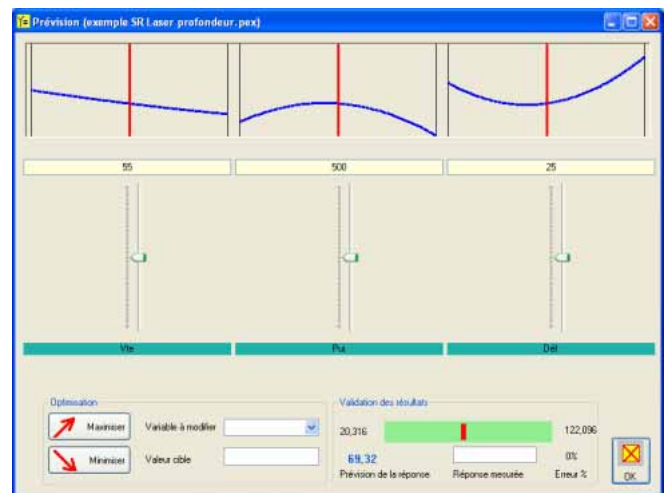 Prévision (exemple SR Laser profondeur.pex)
55 500 25
Vte Pui Déf
Optimisation
Maximiser
Variable à modifier
Minimiser
Valeur cible
Validation des résultats
20,316 122,096
69,32 0%
Prévision de la réponse Réponse mesurée Erreur %
OK